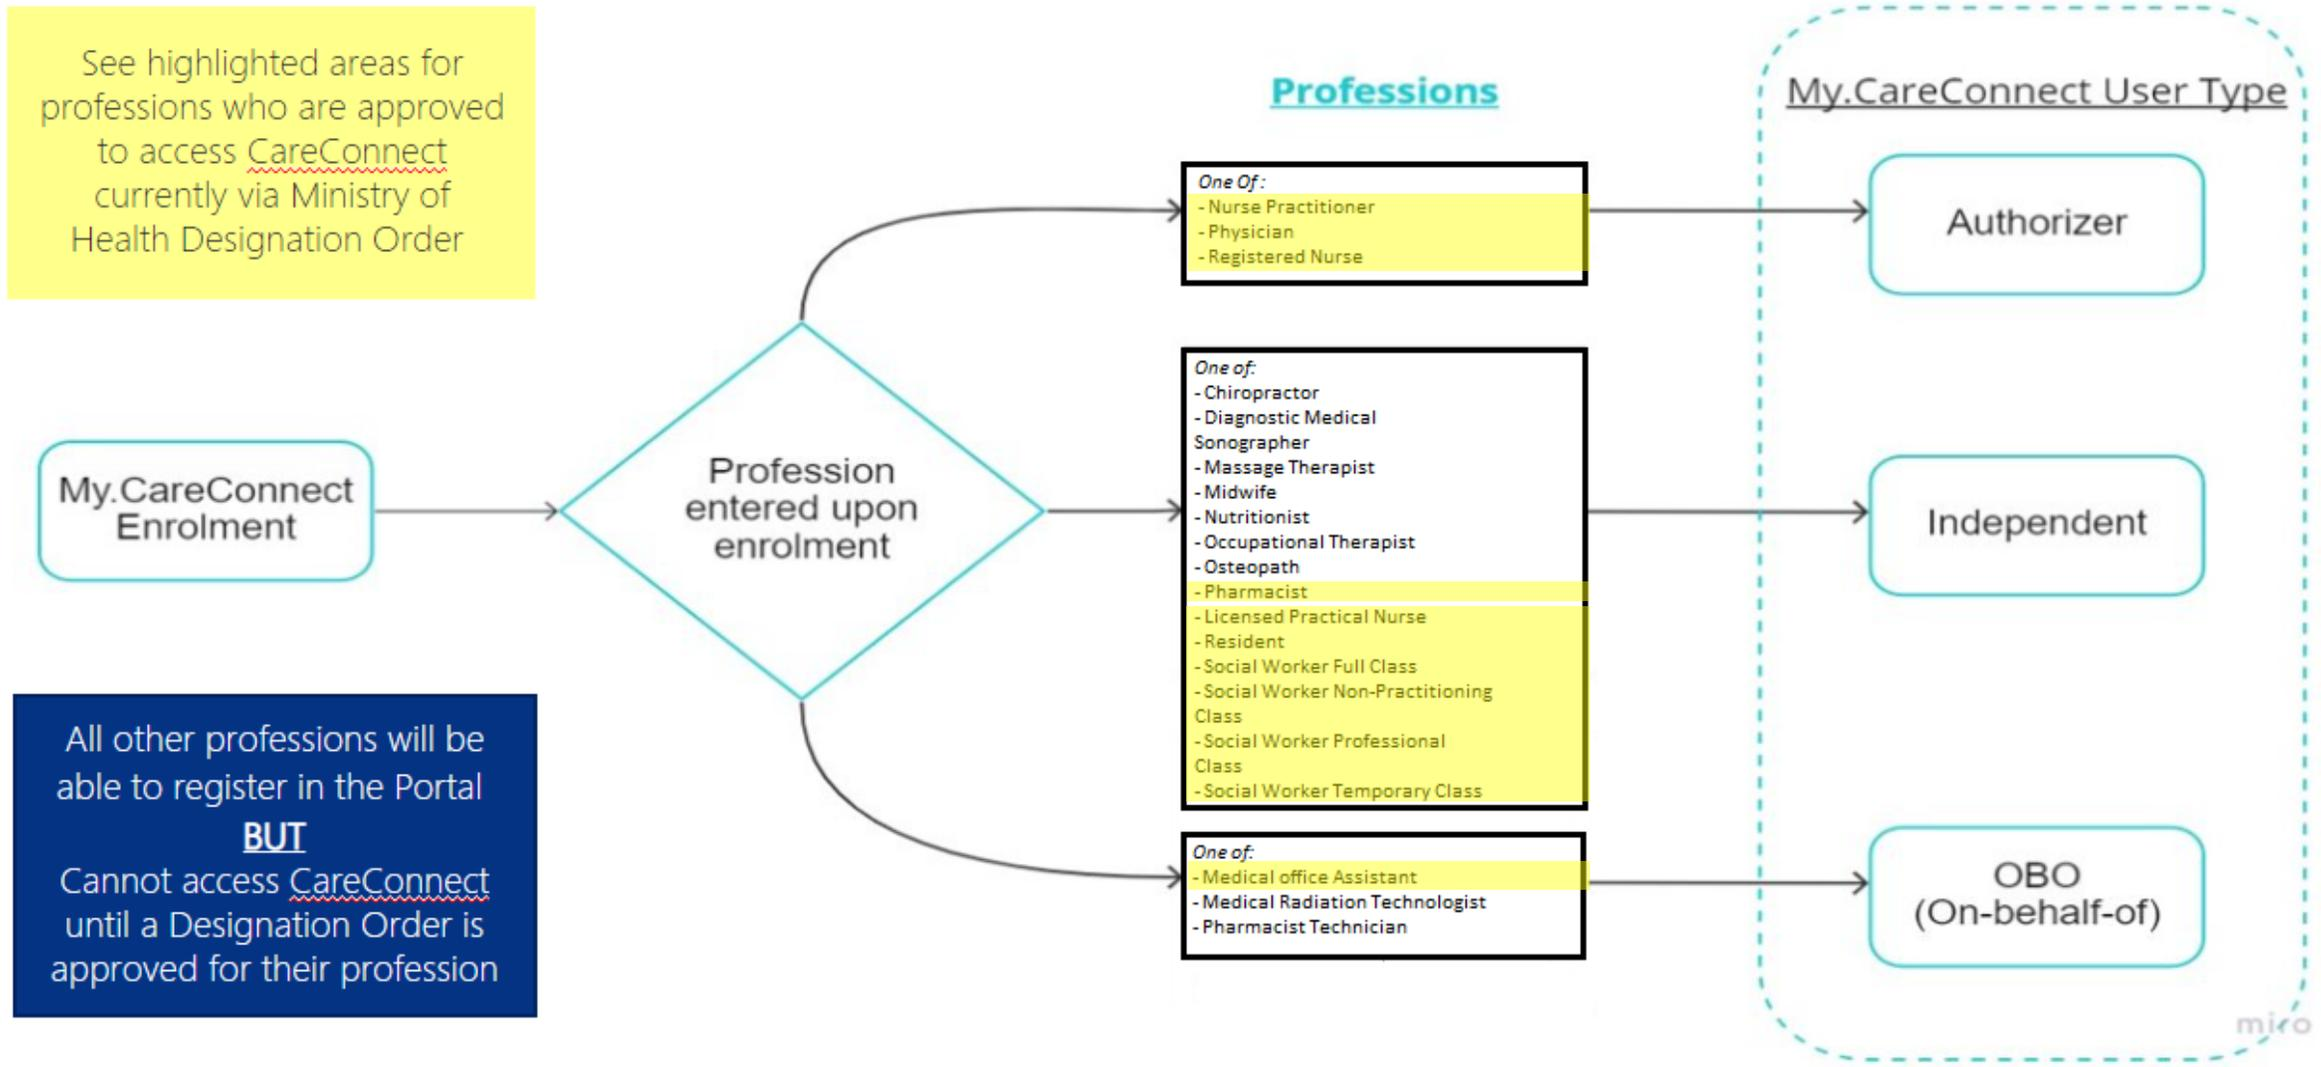 See highlighted areas for
professions who are approved
to access CareConnect
currently via Ministry of
Health Designation Order
My.CareConnect
Enrolment
All other professions will be
able to register in the Portal
BUT
Cannot access CareConnect
until a Designation Order is
approved for their profession
Profession
entered upon
enrolment
Professions
One Of :
- Nurse Practitioner
- Physician
- Registered Nurse
One of:
- Chiropractor
- Diagnostic Medical
Sonographer
- Massage Therapist
- Midwife
- Nutritionist
- Occupational Therapist
- Osteopath
- Pharmacist
- Licensed Practical Nurse
- Resident
- Social Worker Full Class
- Social Worker Non-Practitioning
Class
- Social Worker Professional
Class
- Social Worker Temporary Class
One of:
- Medical office Assistant
- Medical Radiation Technologist
- Pharmacist Technician
My.CareConnect User Type
Authorizer
Independent
OBO
(On-behalf-of)
miro